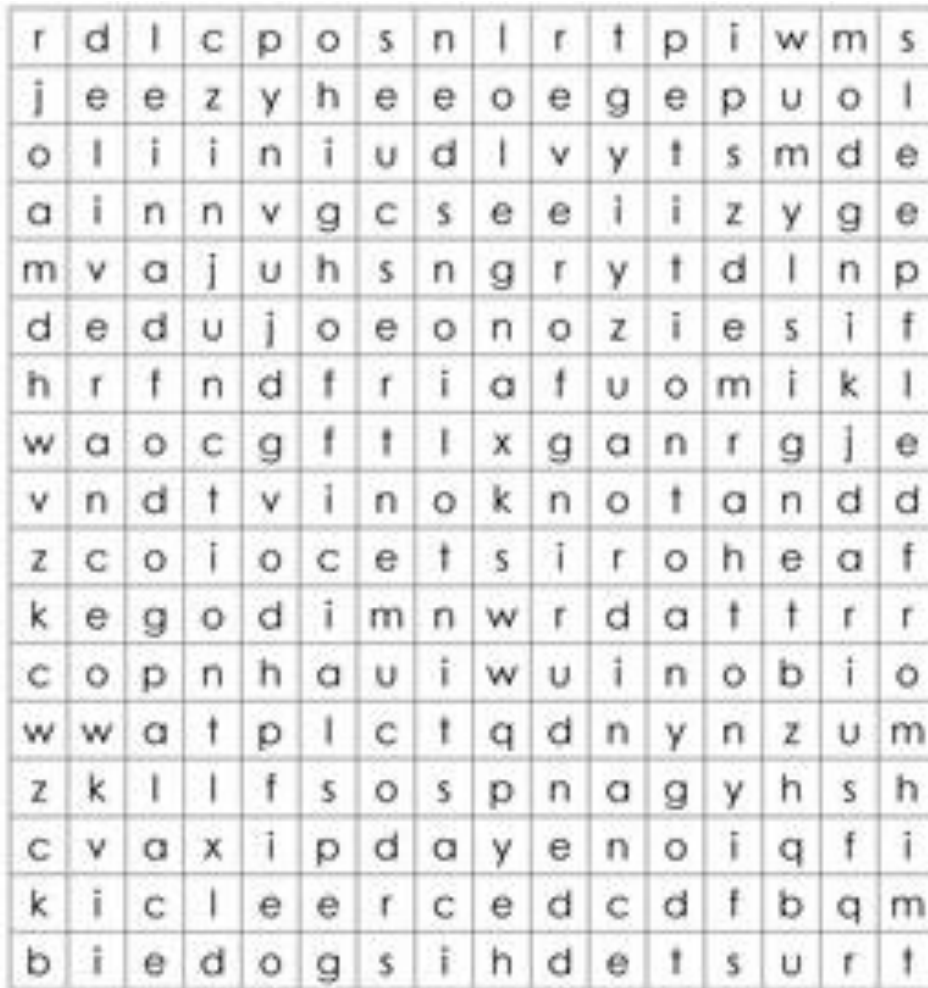 r d l c p o s n l r t p i w m s
j e e z y h e e o e g e p u o l
o l i i n i u d l v y t s m d e
a i n n v g c s e e i i z y g e
m v a j u h s n g r y t d l n p
d e d u j o e o n o z i e s i f
h r f n d f r i a f u o m i k l
w a o c g f t l x g a n r g j e
v n d t v i n o k n o t a n d d
z c o i o c e t s i r o h e a f
k e g o d i m n w r d a t t r r
c o p n h a u i w u i n o b i o
w w a t p l c t q d n y n z u m
z k l l f s o s p n a g y h s h
c v a x i p d a y e n o i q f i
k i c l e e r c e d c d f b q m
b i e d o g s i h d e t s u r t